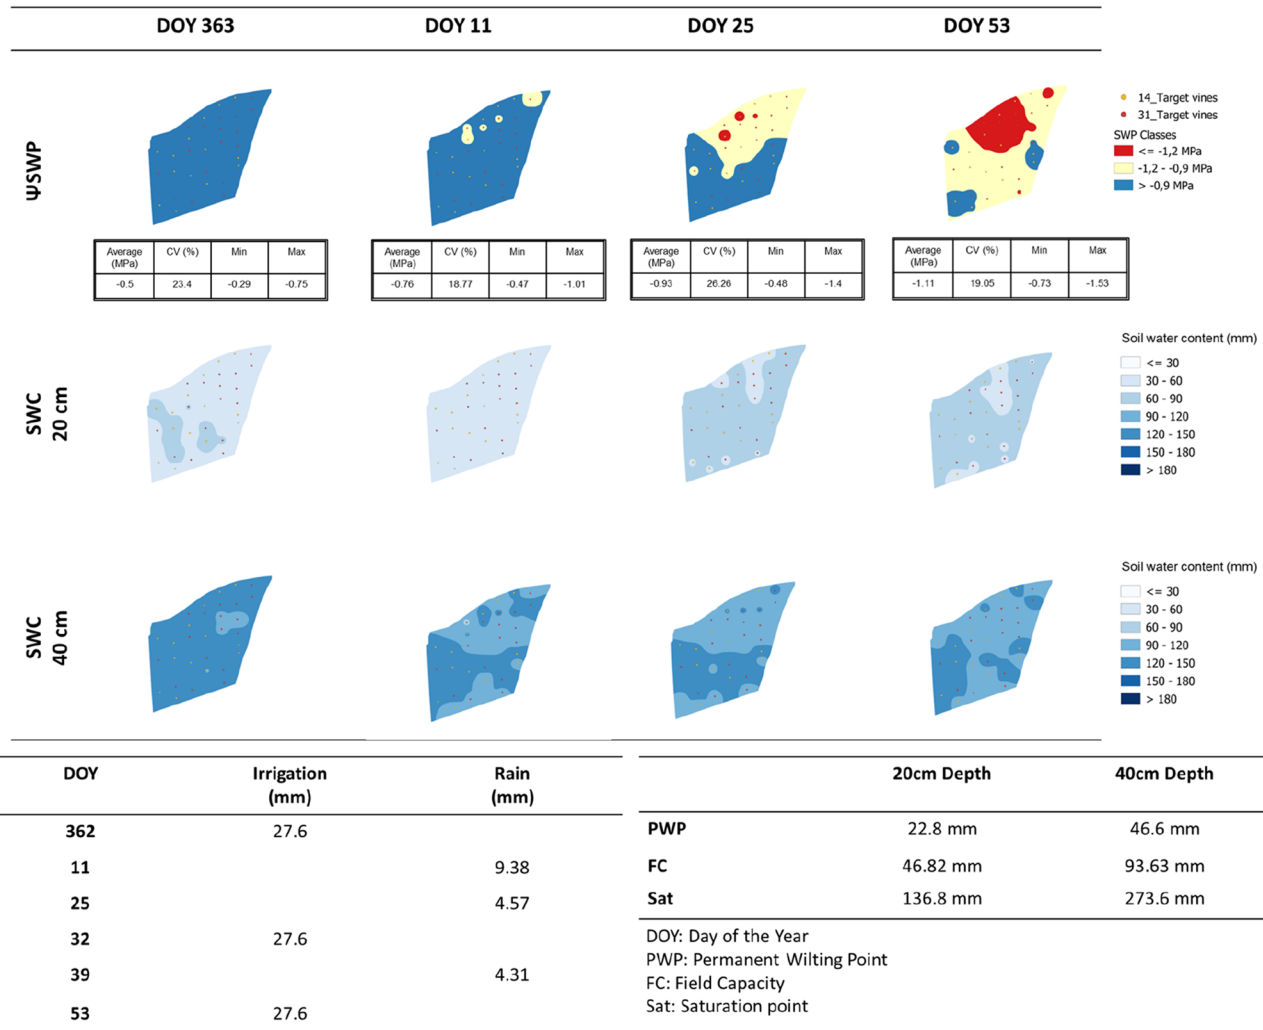 DOY 363 DOY 11 DOY 25 DOY 53
ΨSWP
14_Target vines
31_Target vines
SWP Classes
<= -1,2 MPa
-1,2 - -0,9 MPa
> -0,9 MPa
Average (MPa) CV (%) Min Max
-0.5 23.4 -0.29 -0.75
Average (MPa) CV (%) Min Max
-0.76 18.77 -0.47 -1.01
Average (MPa) CV (%) Min Max
-0.93 26.26 -0.48 -1.4
Average (MPa) CV (%) Min Max
-1.11 19.05 -0.73 -1.53
SWC
20 cm
Soil water content (mm)
<= 30
30 - 60
60 - 90
90 - 120
120 - 150
150 - 180
> 180
SWC
40 cm
Soil water content (mm)
<= 30
30 - 60
60 - 90
90 - 120
120 - 150
150 - 180
> 180
DOY Irrigation Rain
(mm) (mm)
362 27.6
11 9.38
25 4.57
32 27.6
39 4.31
53 27.6
20cm Depth 40cm Depth
PWP 22.8 mm 46.6 mm
FC 46.82 mm 93.63 mm
Sat 136.8 mm 273.6 mm
DOY: Day of the Year
PWP: Permanent Wilting Point
FC: Field Capacity
Sat: Saturation point